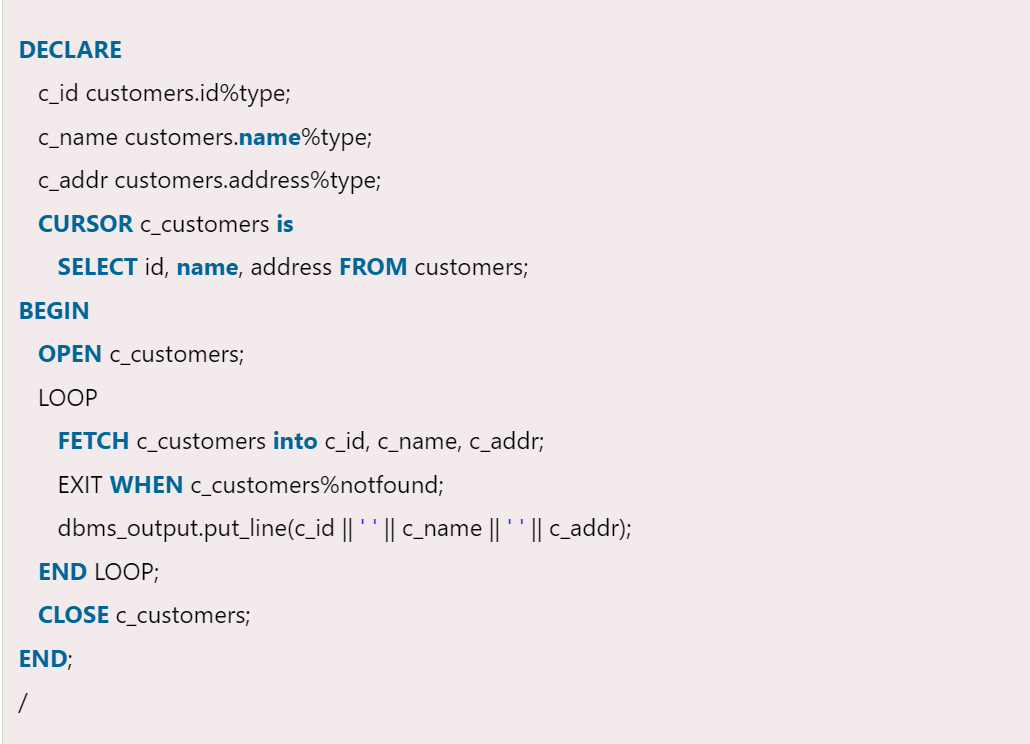 DECLARE
c_id customers.id%type;
c_name customers.name%type;
c_addr customers.address%type;
CURSOR c_customers is
SELECT id, name, address FROM customers;
BEGIN
OPEN c_customers;
LOOP
FETCH c_customers into c_id, c_name, c_addr;
EXIT WHEN c_customers%notfound;
dbms_output.put_line(c_id || ' ' || c_name || ' ' || c_addr);
END LOOP;
CLOSE c_customers;
END;
/